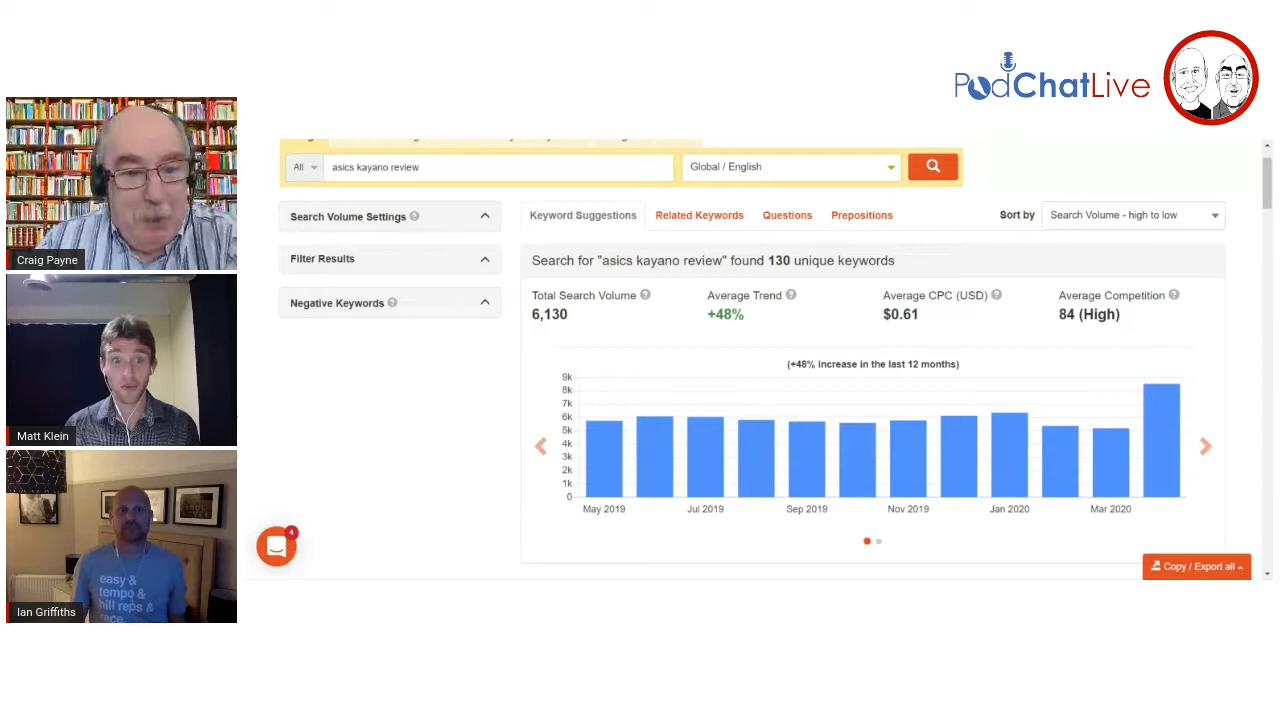 PodChatLive
Craig Payne
Matt Klein
easy &
tempo &
hill reps &
race
Ian Griffiths
All
asics kayano review
Global / English
Search Volume Settings
Filter Results
Negative Keywords
Keyword Suggestions
Related Keywords
Questions
Prepositions
Sort by
Search Volume - high to low
Search for "asics kayano review" found 130 unique keywords
Total Search Volume
6,130
Average Trend
+48%
Average CPC (USD)
$0.61
Average Competition
84 (High)
(+48% increase in the last 12 months)
9k
8k
7k
6k
5k
4k
3k
2k
1k
0
May 2019
Jul 2019
Sep 2019
Nov 2019
Jan 2020
Mar 2020
4
Copy / Export all